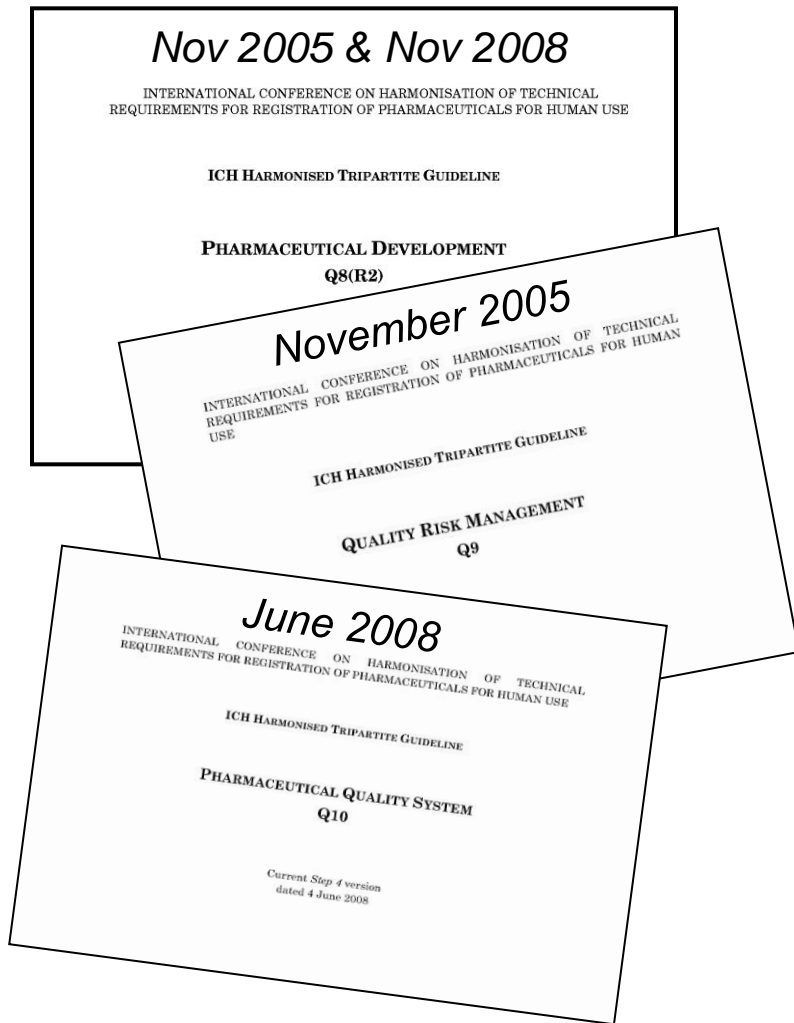 Nov 2005 & Nov 2008
INTERNATIONAL CONFERENCE ON HARMONISATION OF TECHNICAL
REQUIREMENTS FOR REGISTRATION OF PHARMACEUTICALS FOR HUMAN USE
ICH HARMONISED TRIPARTITE GUIDELINE
PHARMACEUTICAL DEVELOPMENT
Q8(R2)
November 2005
INTERNATIONAL CONFERENCE ON HARMONISATION OF TECHNICAL
REQUIREMENTS FOR REGISTRATION OF PHARMACEUTICALS FOR HUMAN
USE
ICH HARMONISED TRIPARTITE GUIDELINE
QUALITY RISK MANAGEMENT
Q9
June 2008
INTERNATIONAL CONFERENCE ON HARMONISATION OF TECHNICAL
REQUIREMENTS FOR REGISTRATION OF PHARMACEUTICALS FOR HUMAN USE
ICH HARMONISED TRIPARTITE GUIDELINE
PHARMACEUTICAL QUALITY SYSTEM
Q10
Current Step 4 version
dated 4 June 2008